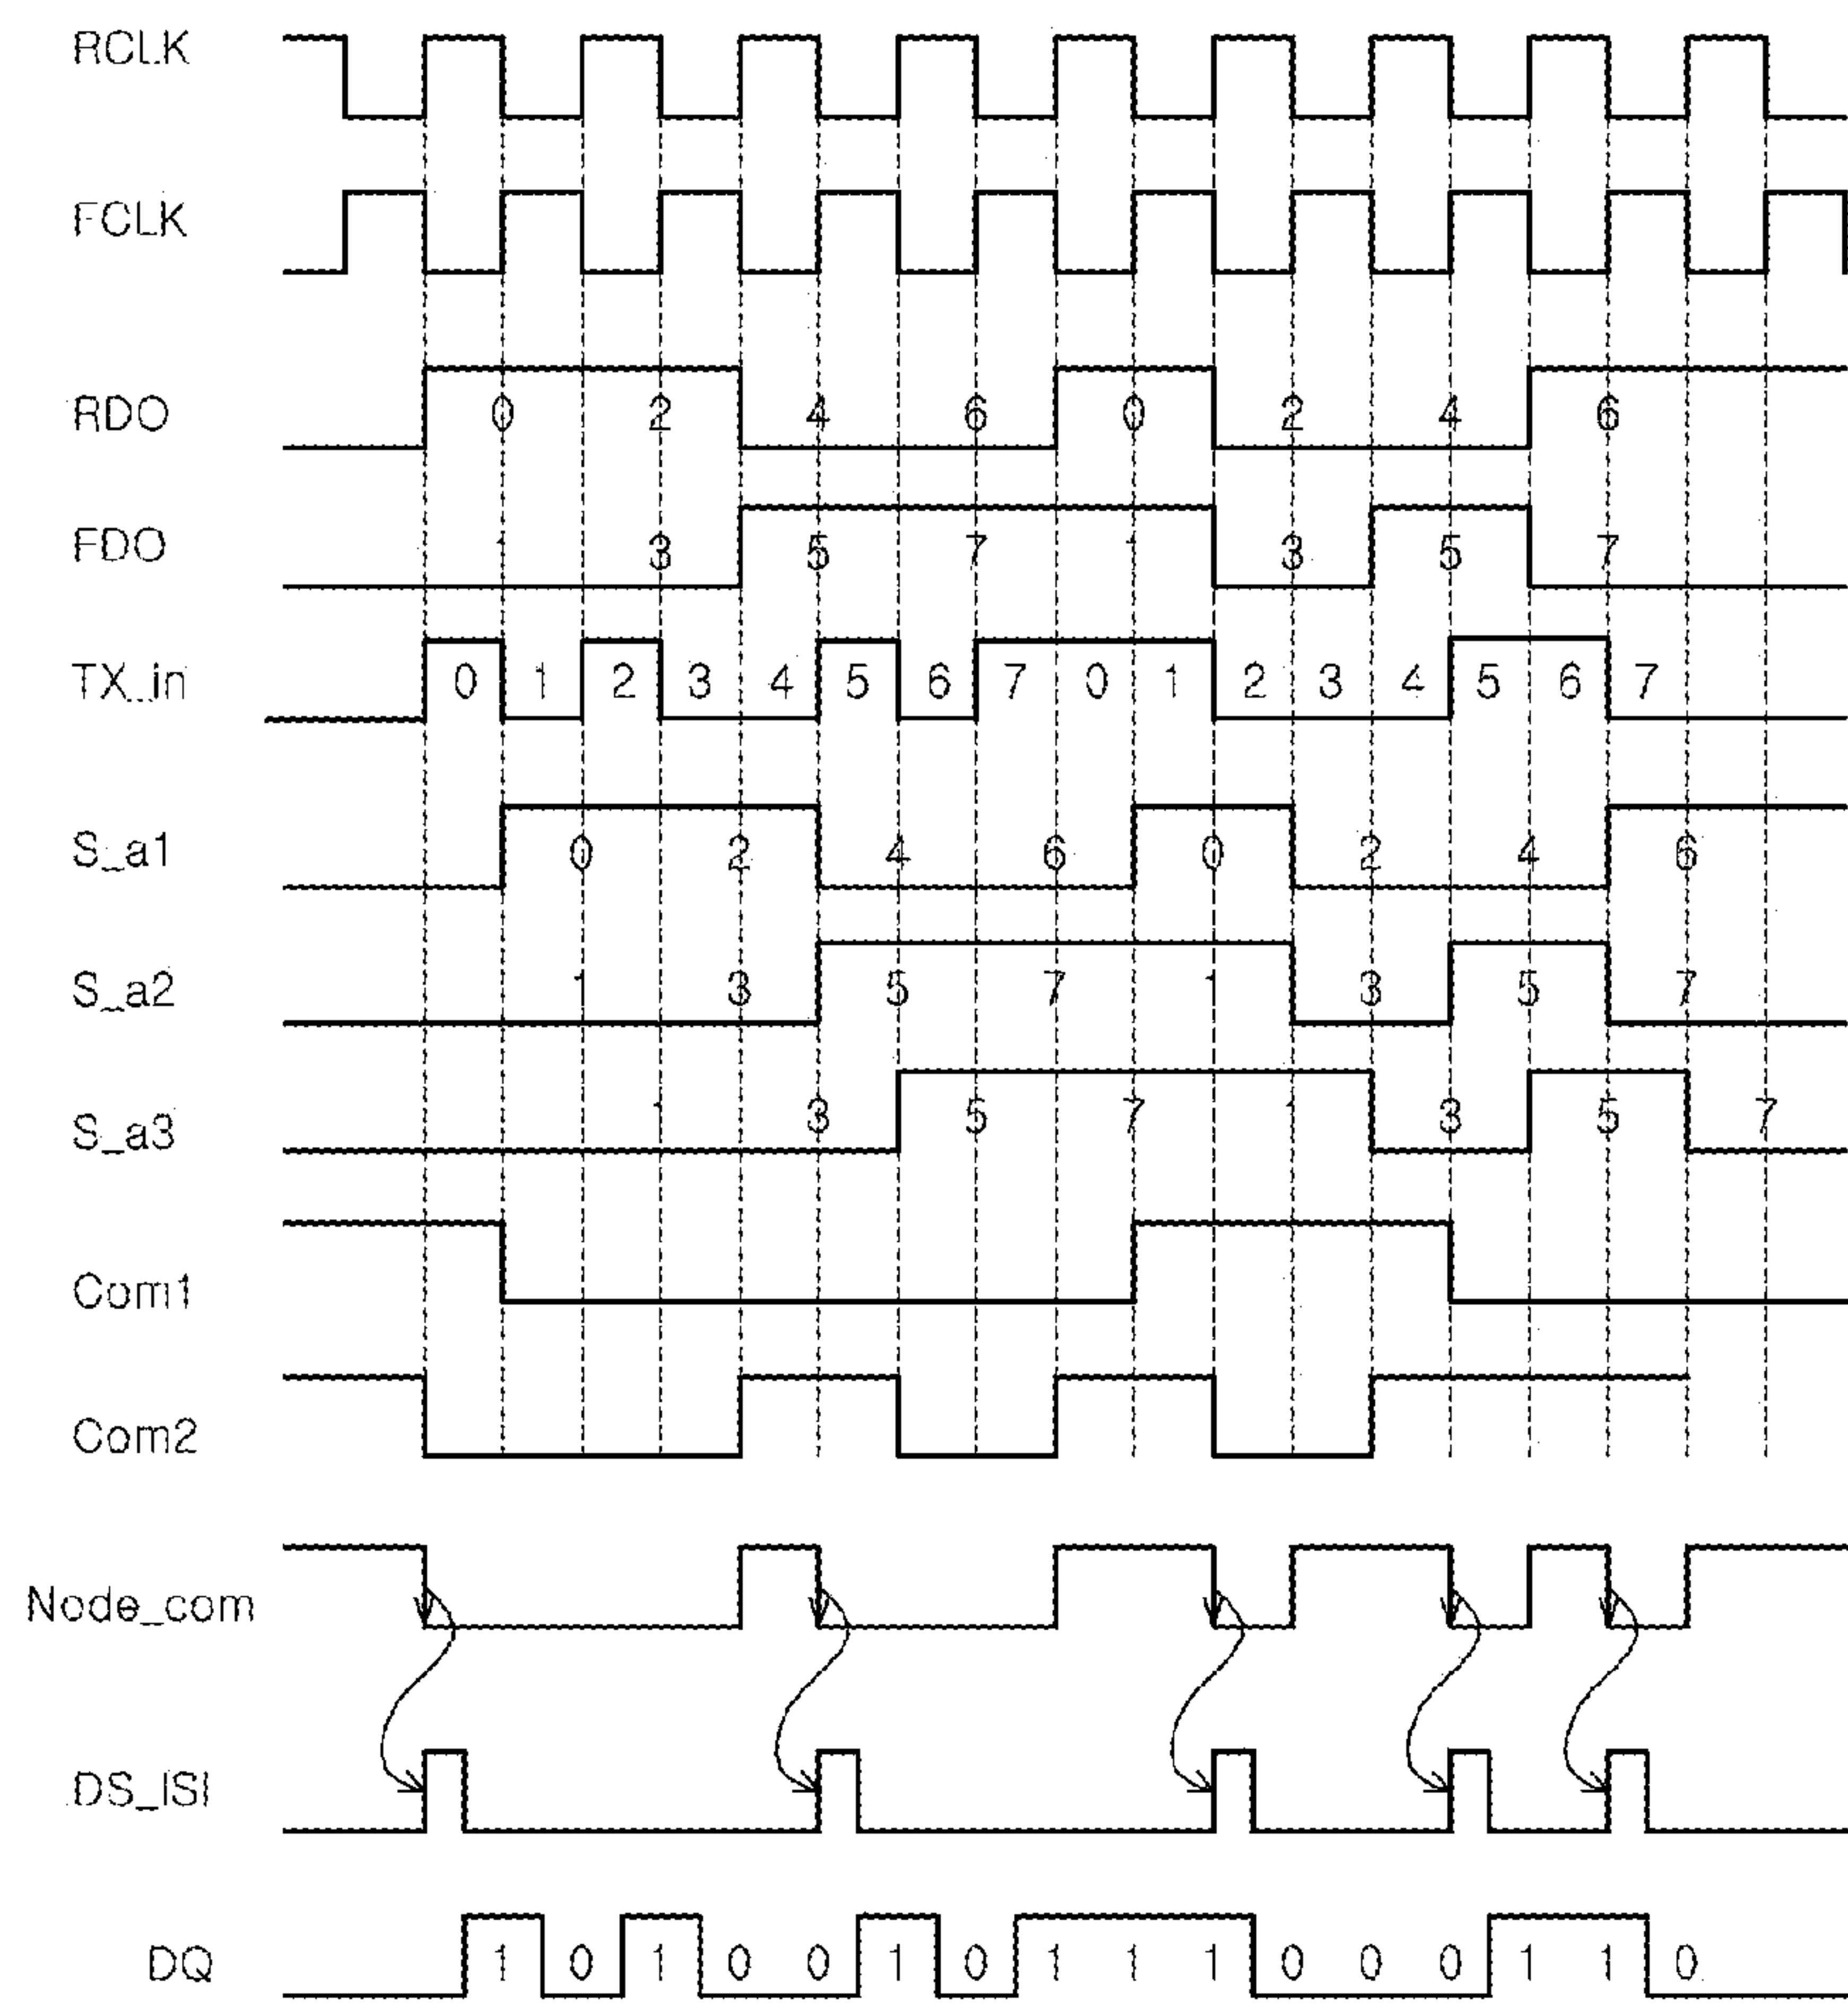 RCLK
FCLK
RDO 0 2 4 6 0 2 4 6
FDO 1 3 5 7 1 3 5 7
TX_in 0 1 2 3 4 5 6 7 0 1 2 3 4 5 6 7
S_a1 0 2 4 6 0 2 4 6
S_a2 1 3 5 7 1 3 5 7
S_a3 1 3 5 7 1 3 5 7
Com1
Com2
Node_com
DS_ISI
DQ 1 0 1 0 0 1 0 1 1 1 0 0 0 1 1 0